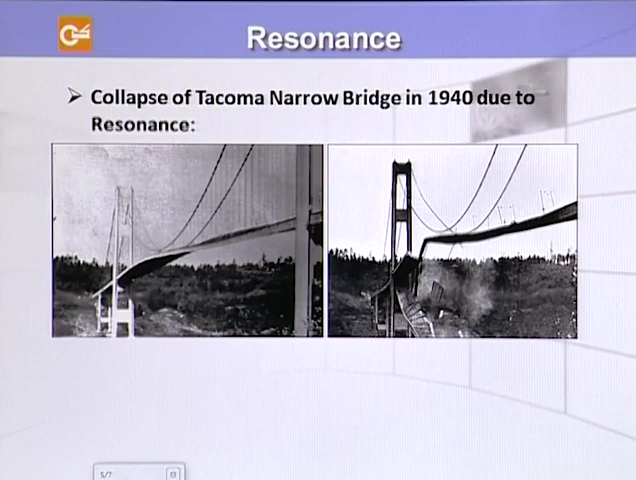 Resonance
➢ Collapse of Tacoma Narrow Bridge in 1940 due to
Resonance:
5/7